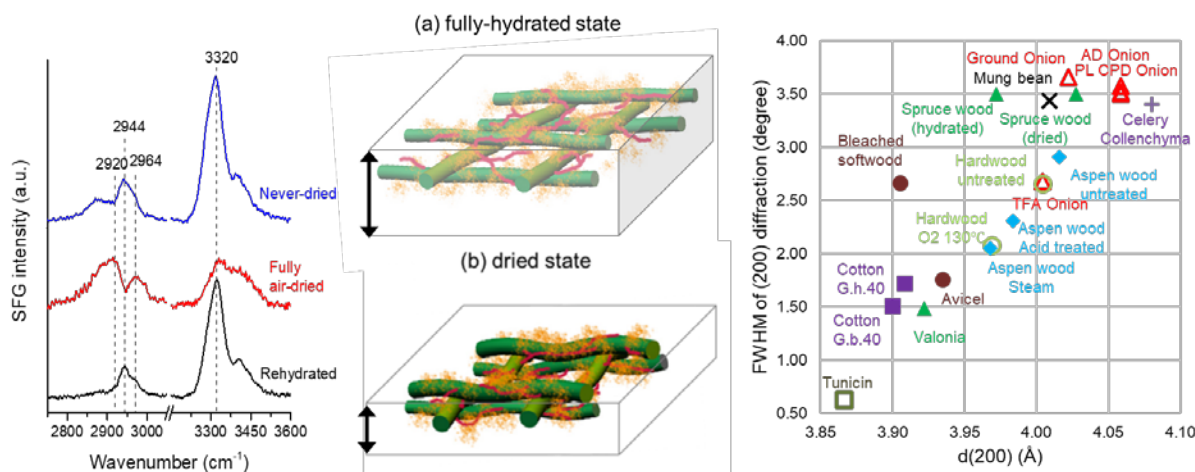 3320
2944
2920
2964
SFG intensity (a.u.)
Never-dried
Fully
air-dried
Rehydrated
2800 2900 3000 3300 3400 3600
Wavenumber (cm⁻¹)
(a) fully-hydrated state
(b) dried state
FWHM of (200) diffraction (degree)
4.00
3.50
3.00
2.50
2.00
1.50
1.00
0.50
Ground Onion
AD Onion
PL CPD Onion
Mung bean
Spruce wood
(hydrated)
Spruce wood
(dried)
Celery
Collenchyma
Bleached
softwood
Hardwood
untreated
Aspen wood
untreated
TFA Onion
Hardwood
O2 130°C
Aspen wood
Acid treated
Aspen wood
Steam
Cotton
G.h.40
Avicel
Cotton
G.b.40
Valonia
Tunicin
3.85 3.90 3.95 4.00 4.05 4.10
d(200) (Å)